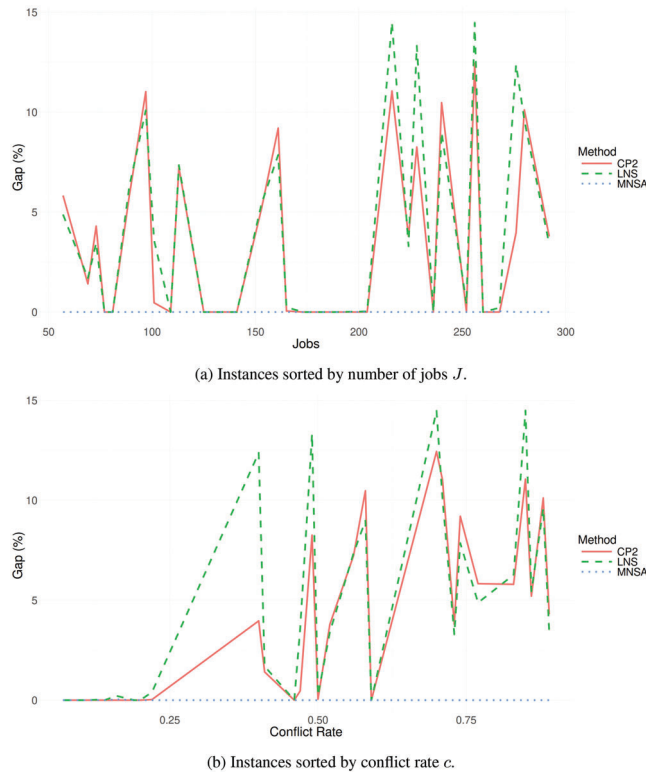 15
10
5
0
Gap (%)
50
100
150
200
250
300
Jobs
Method
CP2
LNS
MNSA
(a) Instances sorted by number of jobs J.
15
10
5
0
Gap (%)
0.25
0.50
0.75
Conflict Rate
Method
CP2
LNS
MNSA
(b) Instances sorted by conflict rate c.